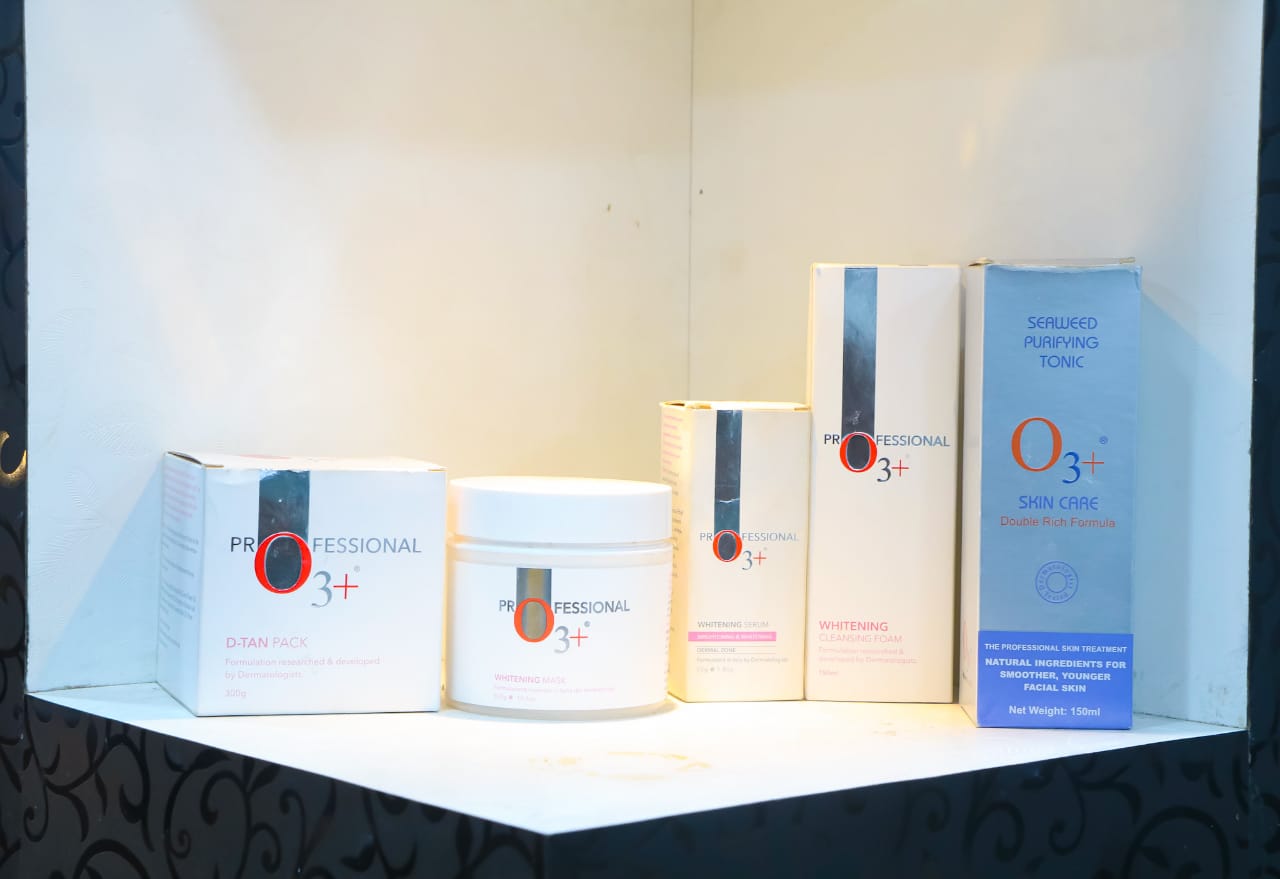 PROFESSIONAL
O3+®
D-TAN PACK
Formulation researched & developed
by Dermatologists
300g
PROFESSIONAL
O3+®
WHITENING MASK
PROFESSIONAL
O3+®
WHITENING SERUM
BRIGHTENING & WHITENING
DERMAL ZONE
PROFESSIONAL
O3+®
WHITENING
CLEANSING FOAM
Formulation researched &
developed by Dermatologists
150ml
SEAWEED
PURIFYING
TONIC
O3+®
SKIN CARE
Double Rich Formula
THE PROFESSIONAL SKIN TREATMENT
NATURAL INGREDIENTS FOR
SMOOTHER, YOUNGER
FACIAL SKIN
Net Weight: 150ml